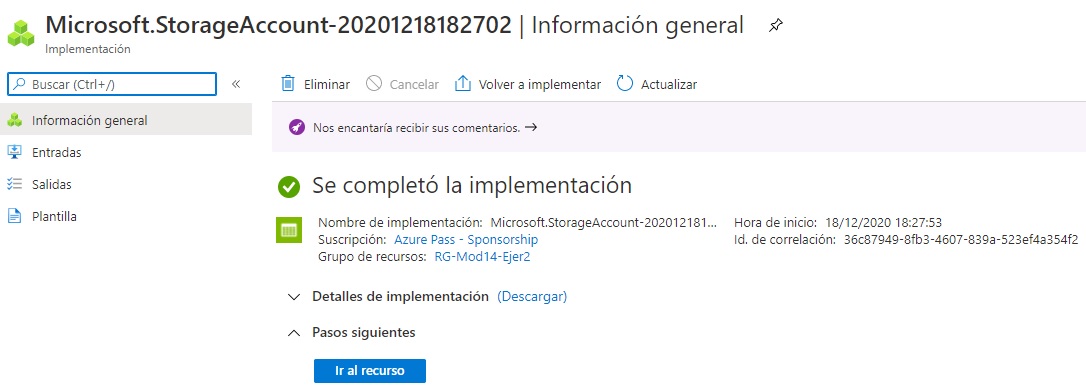 Microsoft.StorageAccount-20201218182702 | Información general
Implementación
Buscar (Ctrl+/)
«
Eliminar
Cancelar
Volver a implementar
Actualizar
Información general
Entradas
Salidas
Plantilla
Nos encantaría recibir sus comentarios. →
Se completó la implementación
Nombre de implementación: Microsoft.StorageAccount-202012181...
Suscripción: Azure Pass - Sponsorship
Grupo de recursos: RG-Mod14-Ejer2
Hora de inicio: 18/12/2020 18:27:53
Id. de correlación: 36c87949-8fb3-4607-839a-523ef4a354f2
Detalles de implementación (Descargar)
Pasos siguientes
Ir al recurso